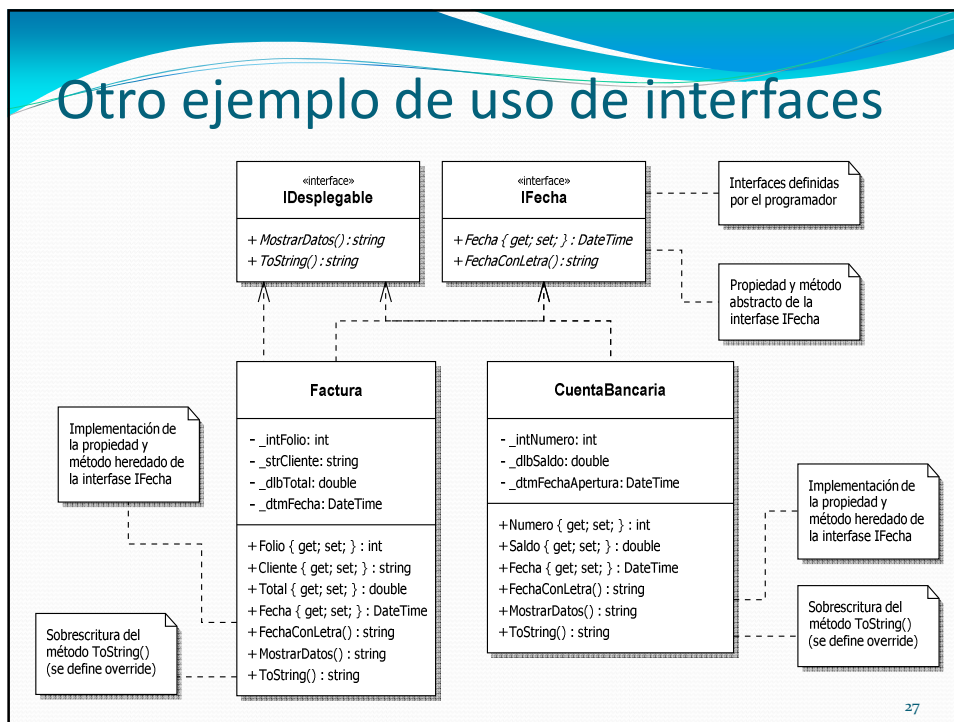 Otro ejemplo de uso de interfaces
«interface»
IDesplegable
+ MostrarDatos() : string
+ ToString() : string
«interface»
IFecha
+ Fecha { get; set; } : DateTime
+ FechaConLetra() : string
Interfaces definidas
por el programador
Propiedad y método
abstracto de la
interfase IFecha
Factura
- _intFolio: int
- _strCliente: string
- _dlbTotal: double
- _dtmFecha: DateTime
+ Folio { get; set; } : int
+ Cliente { get; set; } : string
+ Total { get; set; } : double
+ Fecha { get; set; } : DateTime
+ FechaConLetra() : string
+ MostrarDatos() : string
+ ToString() : string
CuentaBancaria
- _intNumero: int
- _dlbSaldo: double
- _dtmFechaApertura: DateTime
+ Numero { get; set; } : int
+ Saldo { get; set; } : double
+ Fecha { get; set; } : DateTime
+ FechaConLetra() : string
+ MostrarDatos() : string
+ ToString() : string
Implementación de
la propiedad y
método heredado de
la interfase IFecha
Sobrescritura del
método ToString()
(se define override)
Implementación de
la propiedad y
método heredado de
la interfase IFecha
Sobrescritura del
método ToString()
(se define override)
27